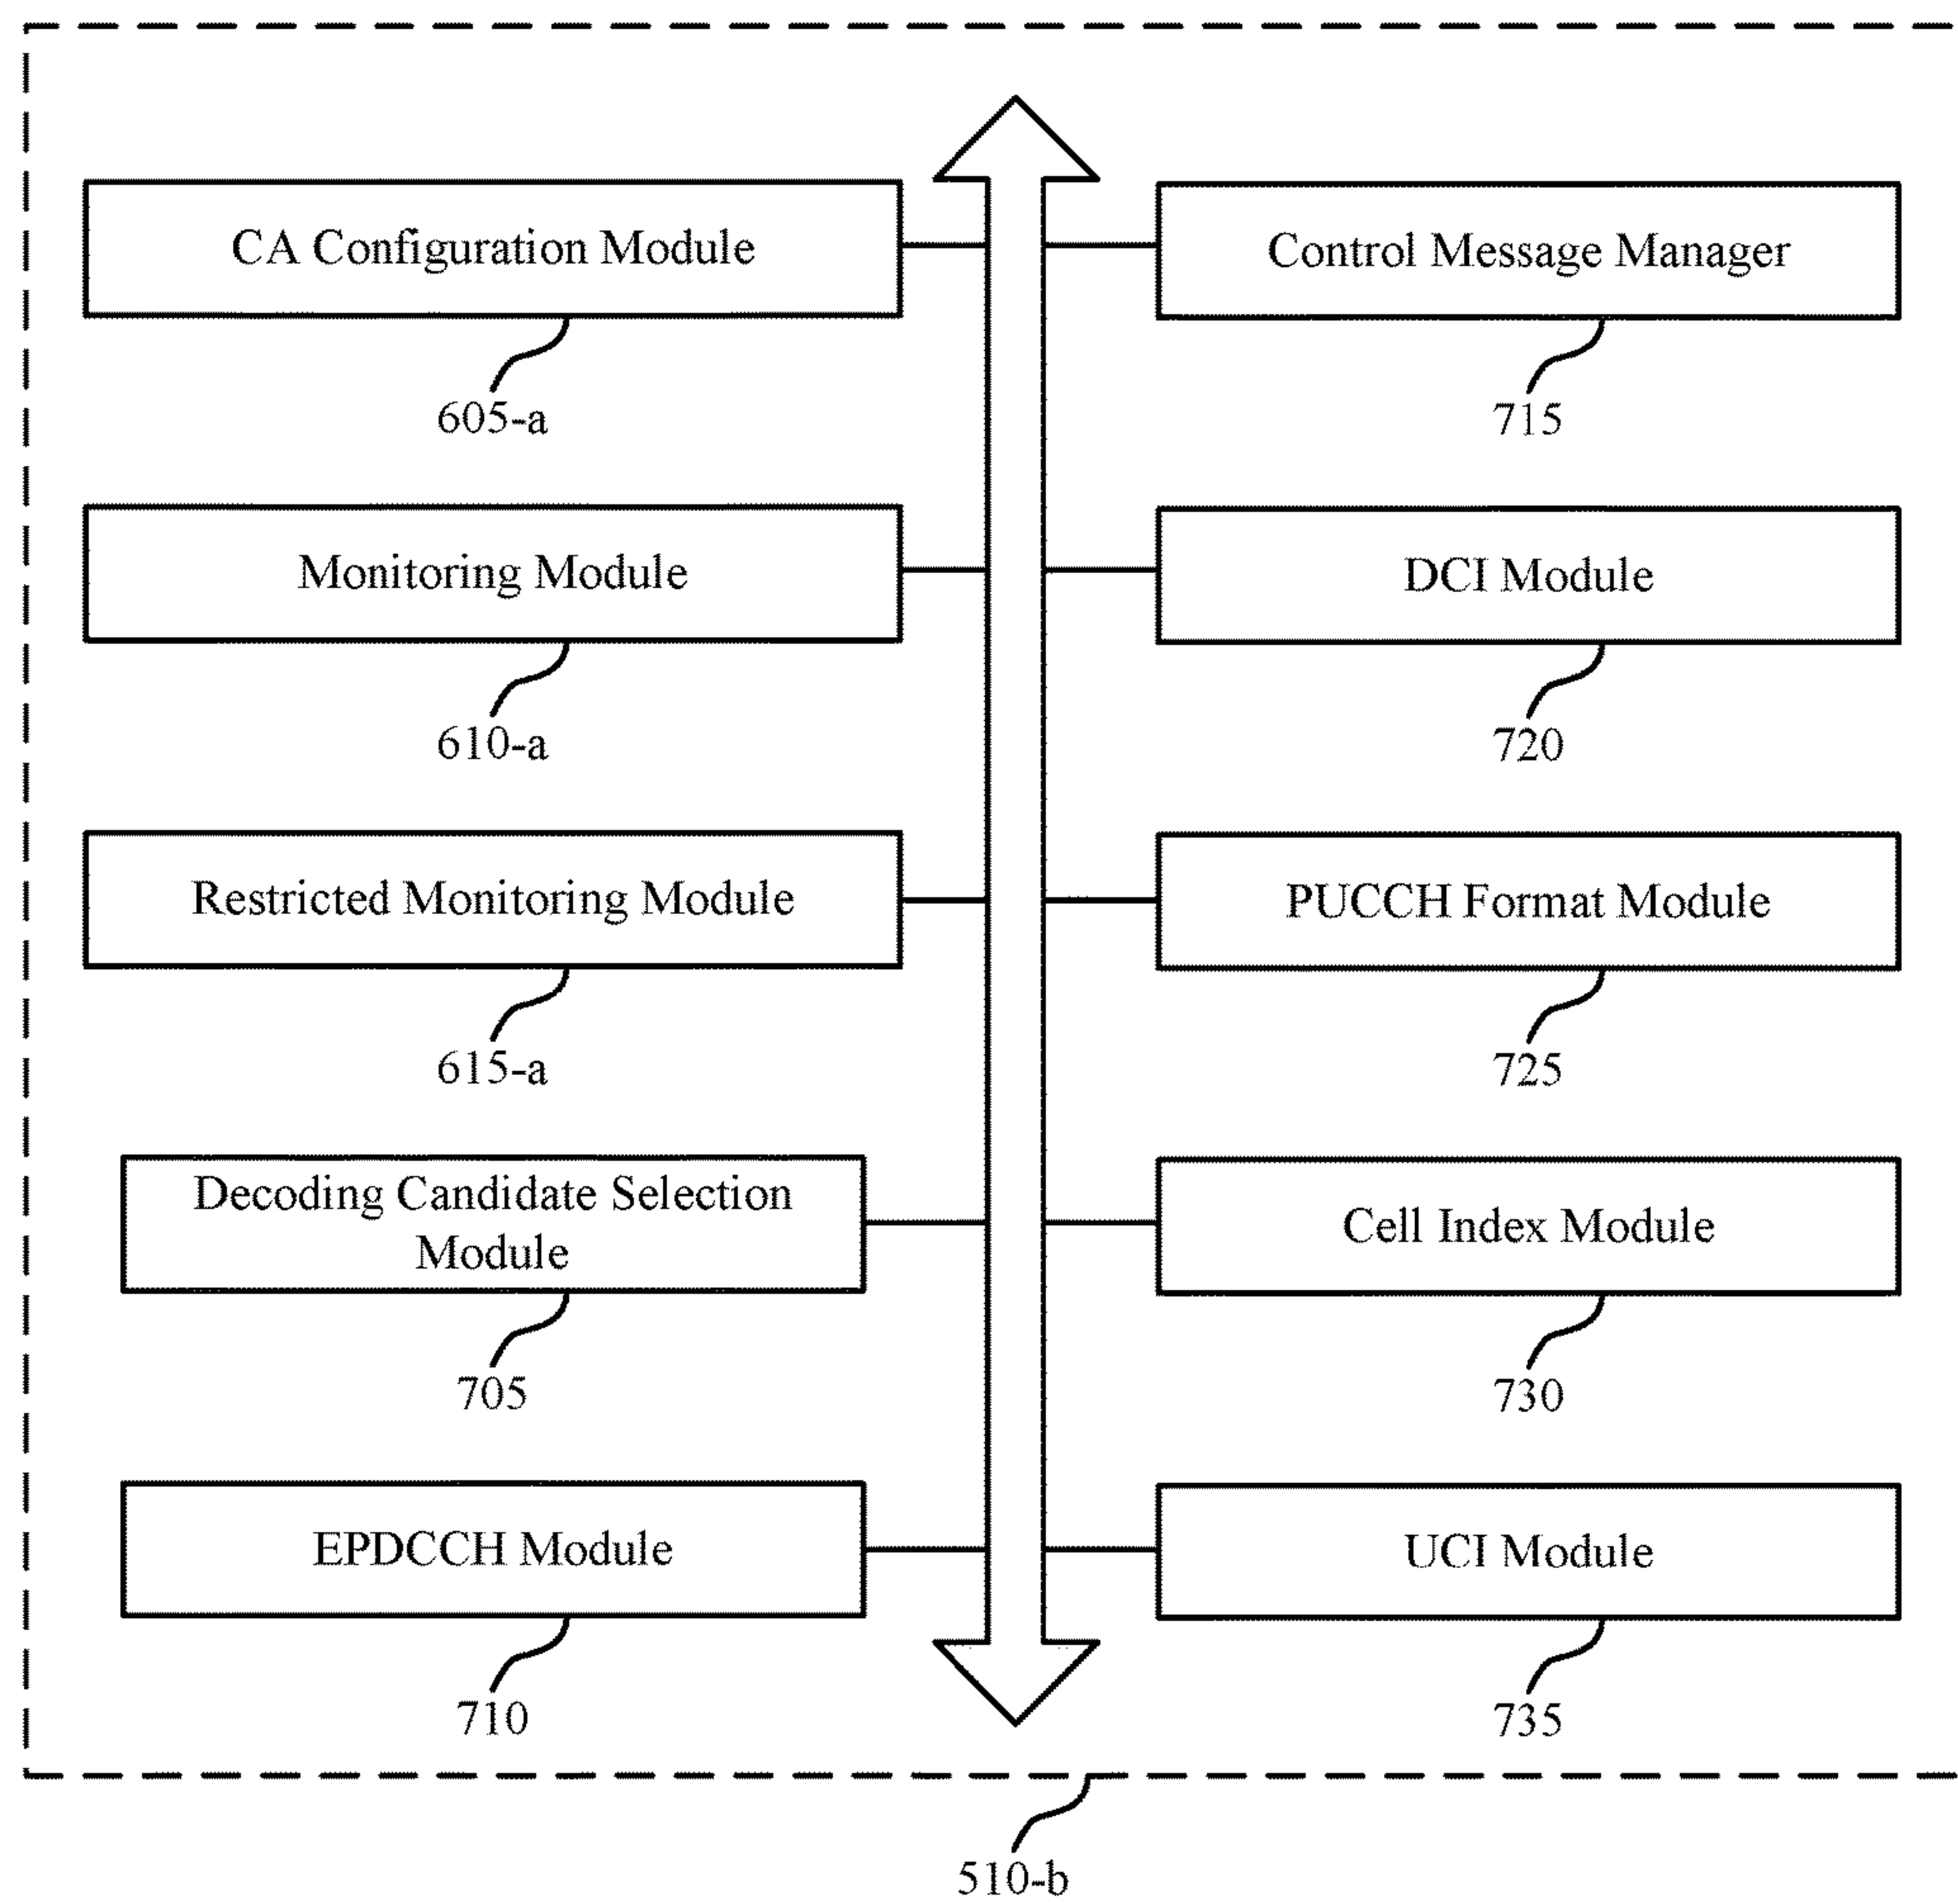 CA Configuration Module
605-a
Monitoring Module
610-a
Restricted Monitoring Module
615-a
Decoding Candidate Selection
Module
705
EPDCCH Module
710
Control Message Manager
715
DCI Module
720
PUCCH Format Module
725
Cell Index Module
730
UCI Module
735
510-b